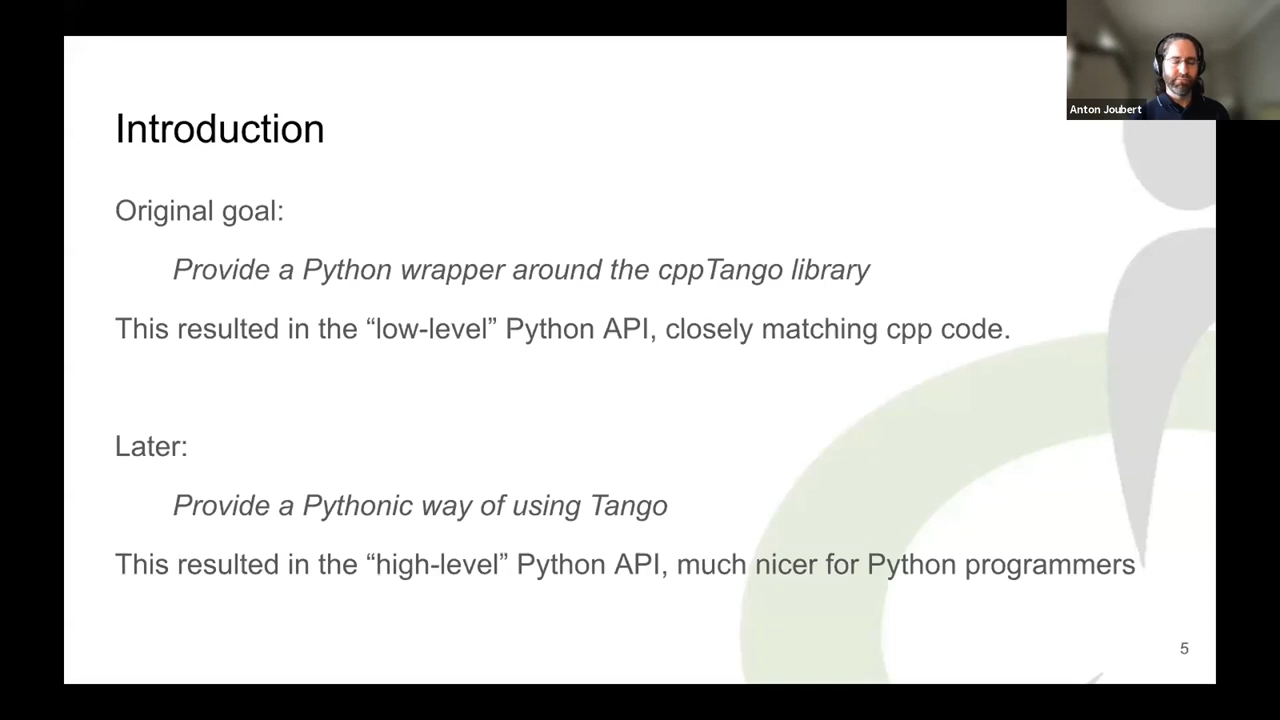 Anton Joubert
Introduction
Original goal:
Provide a Python wrapper around the cppTango library
This resulted in the “low-level” Python API, closely matching cpp code.
Later:
Provide a Pythonic way of using Tango
This resulted in the “high-level” Python API, much nicer for Python programmers
5